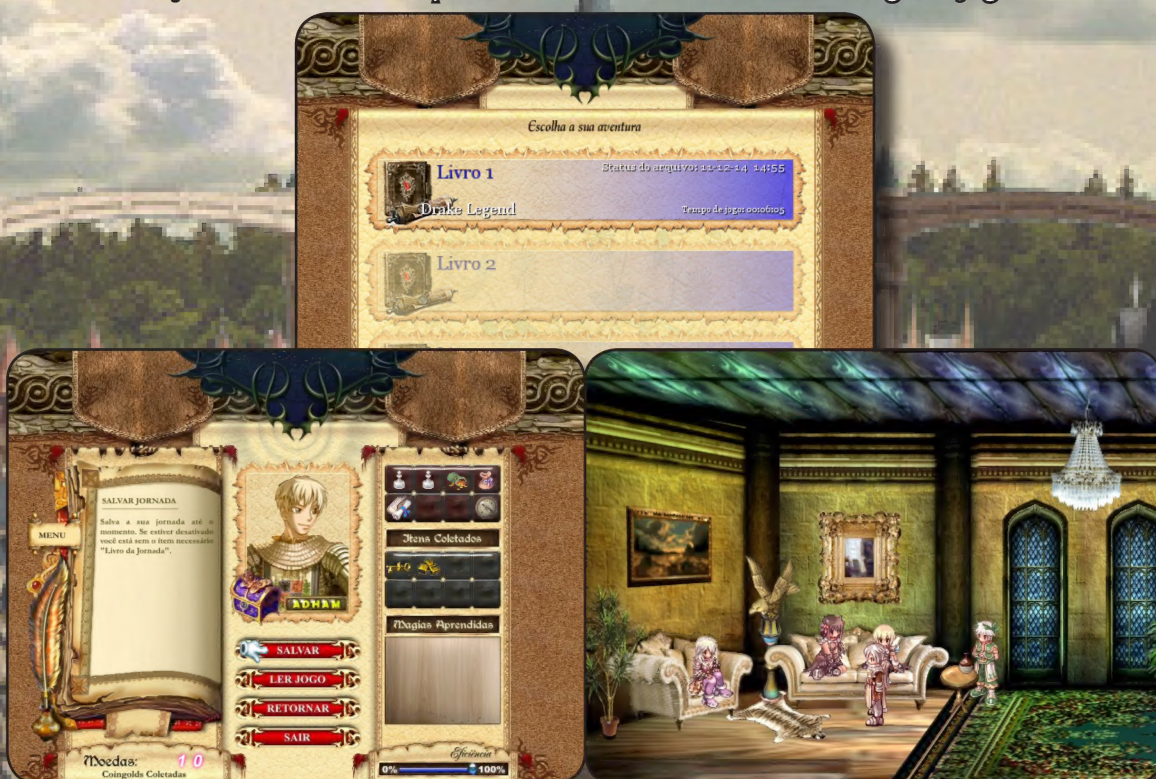 Escolha a sua aventura
Livro 1
Status do arquivo: 11-12-14 14:55
Drake Legend
Tempo de jogo: 00:06:05
Livro 2
MENU
SALVAR JORNADA
Salva a sua jornada até o
momento. Se estiver desativado
você está sem o item necessário
"Livro da Jornada".
ADHAM
SALVAR
LER JOGO
RETORNAR
SAIR
Itens Coletados
Magias Aprendidas
Moedas: 10
Coingolds Coletadas
Eficiência
0% 100%